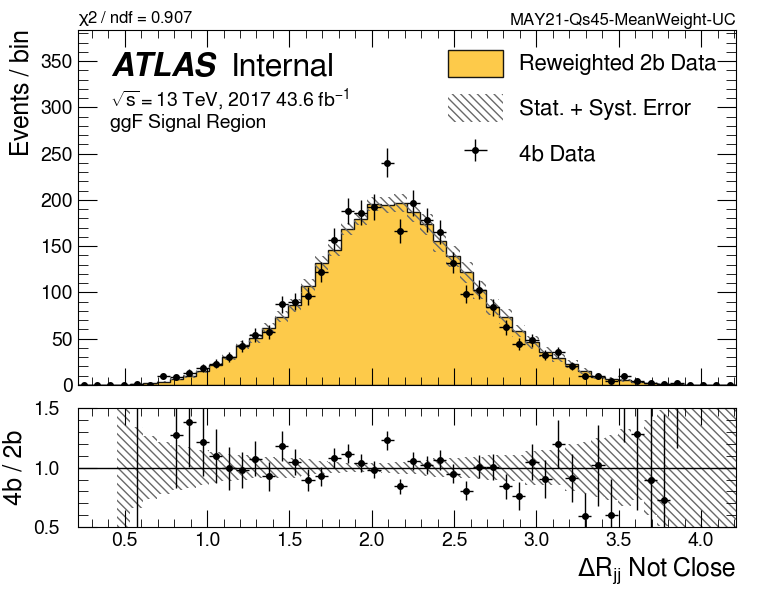 χ2 / ndf = 0.907
MAY21-Qs45-MeanWeight-UC
ATLAS Internal
√s = 13 TeV, 2017 43.6 fb⁻¹
ggF Signal Region
Reweighted 2b Data
Stat. + Syst. Error
4b Data
Events / bin
350
300
250
200
150
100
50
0
4b / 2b
1.5
1.0
0.5
0.5 1.0 1.5 2.0 2.5 3.0 3.5 4.0
ΔRjj Not Close